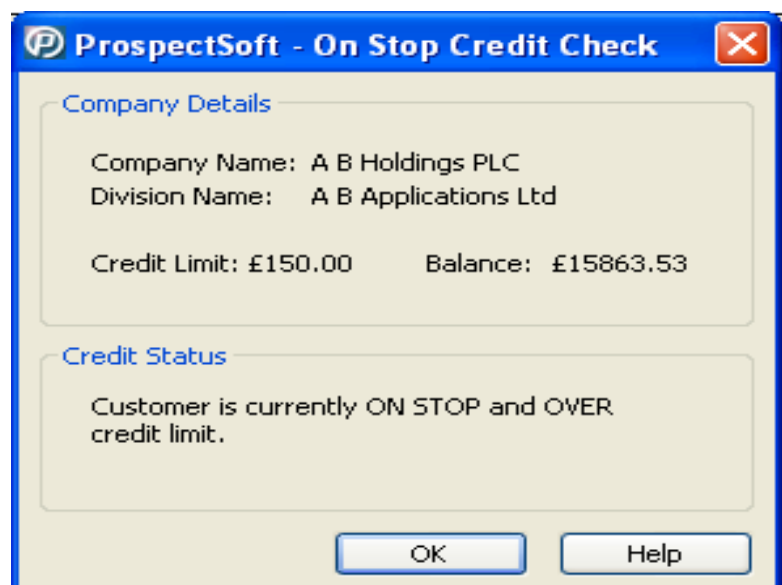 ProspectSoft - On Stop Credit Check
Company Details
Company Name: A B Holdings PLC
Division Name: A B Applications Ltd
Credit Limit: £150.00 Balance: £15863.53
Credit Status
Customer is currently ON STOP and OVER
credit limit.
OK Help